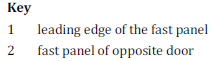 Key
1 leading edge of the fast panel
2 fast panel of opposite door